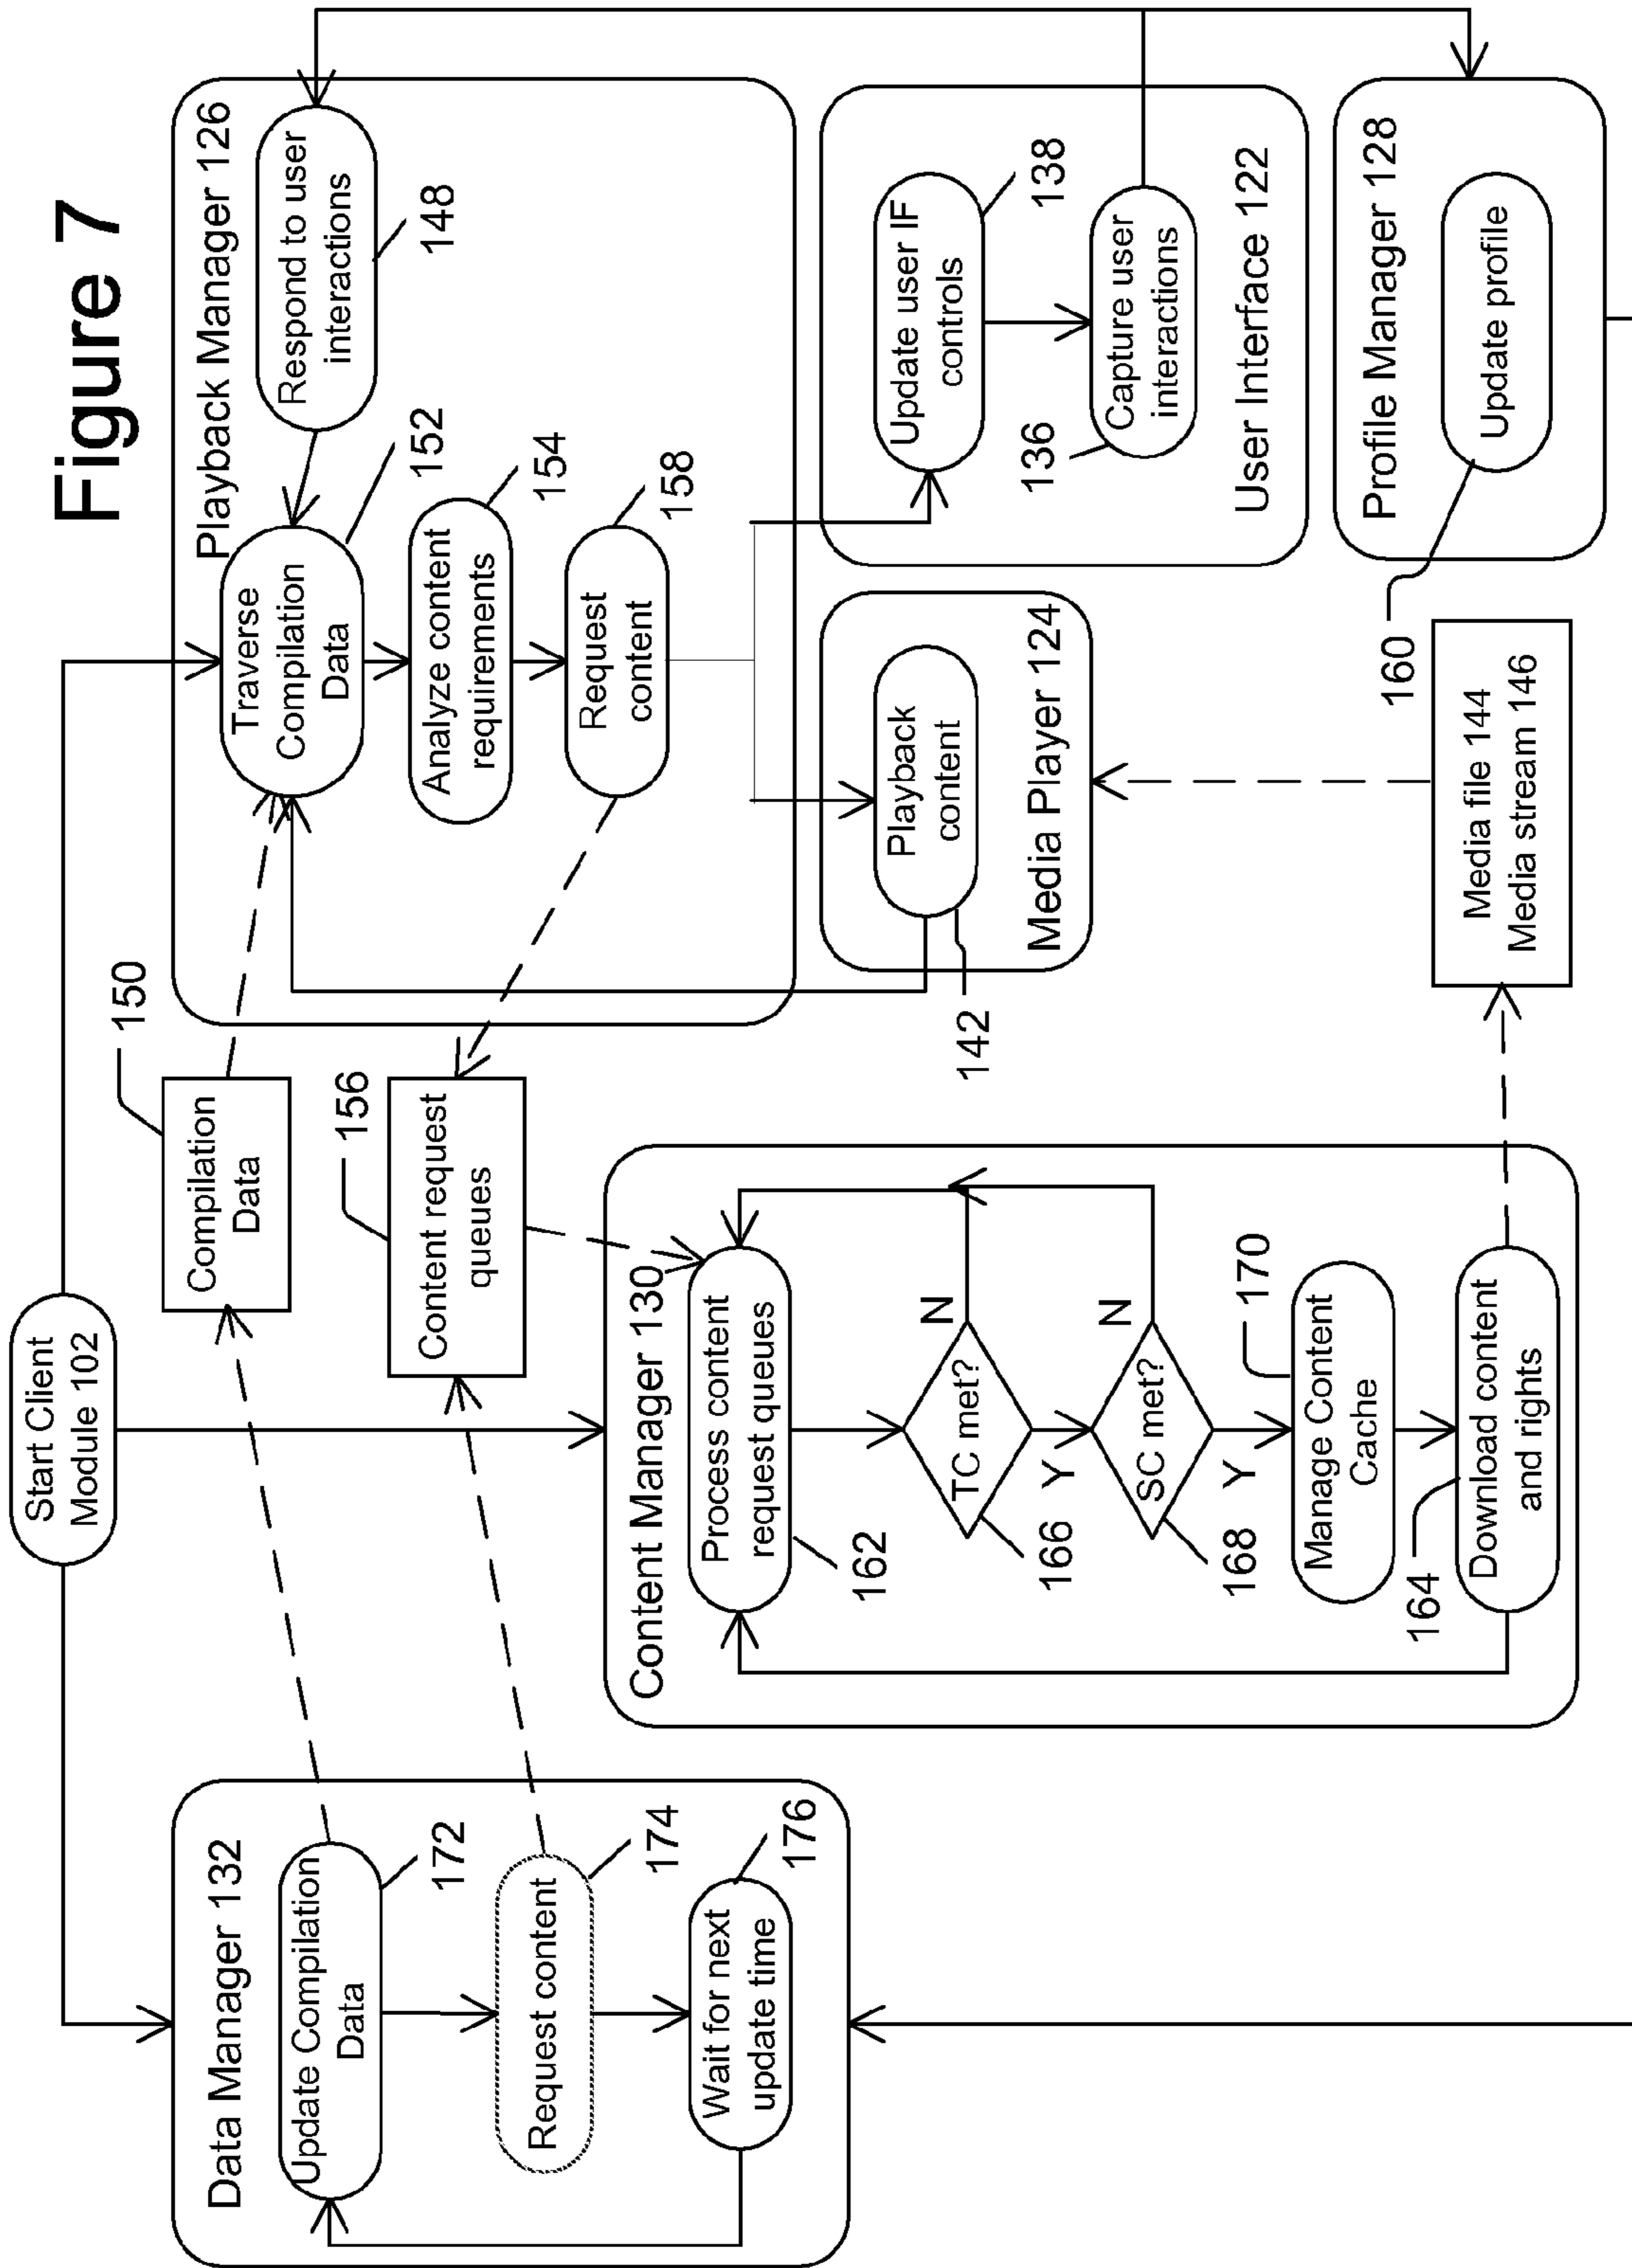 Figure 7
Start Client
Module 102
Data Manager 132
Update Compilation
Data
172
Request content
174
Wait for next
update time
176
Compilation
Data
150
Content request
queues
156
Content Manager 130
Process content
request queues
162
TC met?
N
Y
166
SC met?
N
Y
168
Manage Content
Cache
170
Download content
and rights
164
Playback Manager 126
Traverse
Compilation
Data
152
Respond to user
interactions
148
Analyze content
requirements
154
Request
content
158
Playback
content
Media Player 124
142
Update user IF
controls
138
Capture user
interactions
136
User Interface 122
Profile Manager 128
Update profile
160
Media file 144
Media stream 146